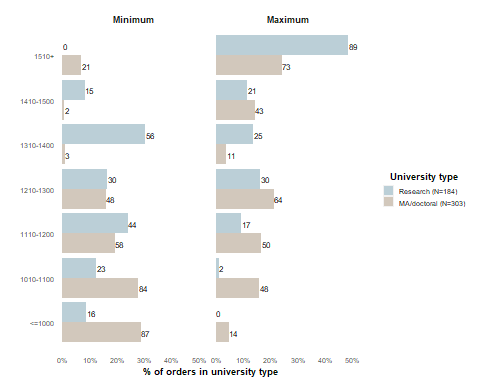 Minimum Maximum
1510+ 0 21 89 73
1410-1500 15 2 21 43
1310-1400 56 3 25 11
1210-1300 30 48 30 64
1110-1200 44 58 17 50
1010-1100 23 84 2 48
<=1000 16 87 0 14
University type
Research (N=184)
MA/doctoral (N=303)
0% 10% 20% 30% 40% 50% 0% 10% 20% 30% 40% 50%
% of orders in university type